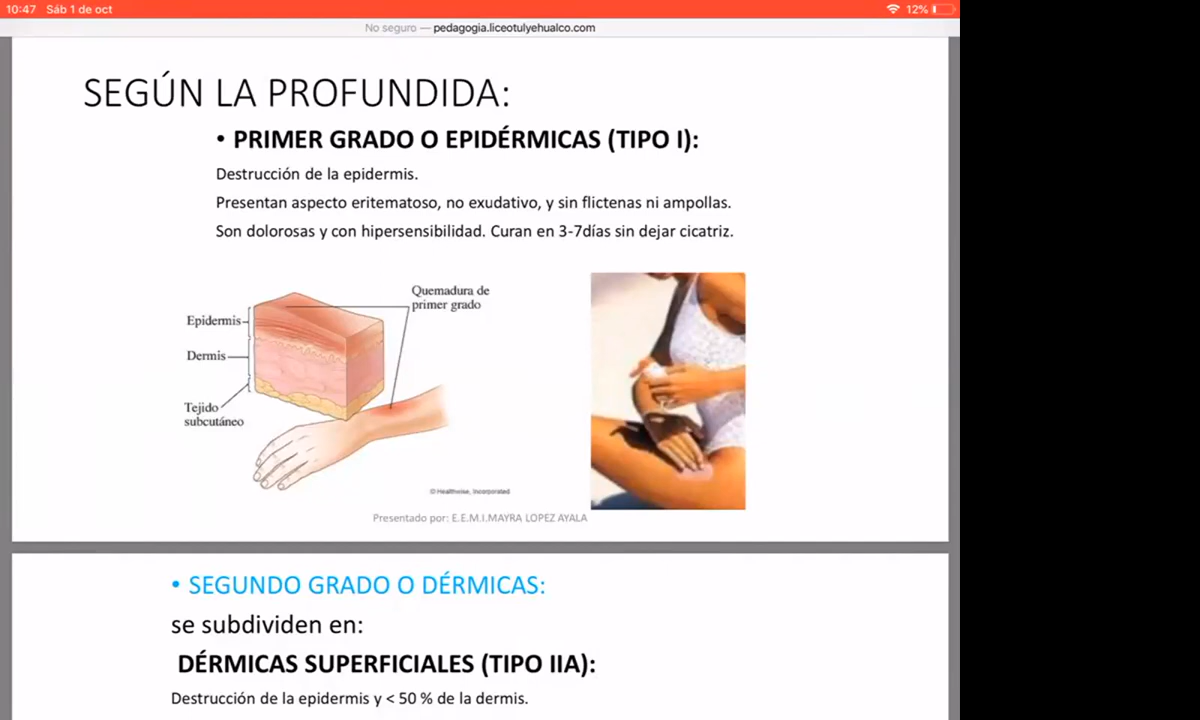 10:47 Sáb 1 de oct
12%
No seguro — pedagogia.liceotulyehualco.com
SEGÚN LA PROFUNDIDA:
• PRIMER GRADO O EPIDÉRMICAS (TIPO I):
Destrucción de la epidermis.
Presentan aspecto eritematoso, no exudativo, y sin flictenas ni ampollas.
Son dolorosas y con hipersensibilidad. Curan en 3-7días sin dejar cicatriz.
Quemadura de
primer grado
Epidermis
Dermis
Tejido
subcutáneo
© Healthwise, Incorporated
Presentado por: E.E.M.I.MAYRA LOPEZ AYALA
• SEGUNDO GRADO O DÉRMICAS:
se subdividen en:
DÉRMICAS SUPERFICIALES (TIPO IIA):
Destrucción de la epidermis y < 50 % de la dermis.